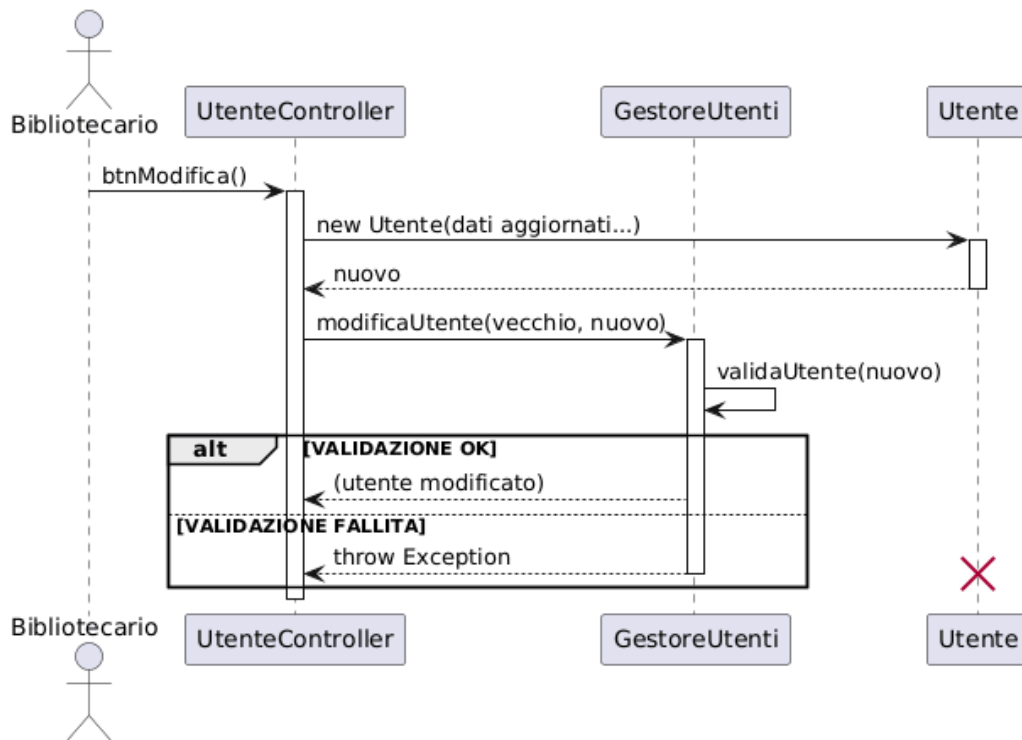 Bibliotecario
UtenteController
GestoreUtenti
Utente
btnModifica()
new Utente(dati aggiornati...)
nuovo
modificaUtente(vecchio, nuovo)
validaUtente(nuovo)
alt
[VALIDAZIONE OK]
(utente modificato)
[VALIDAZIONE FALLITA]
throw Exception
Bibliotecario
UtenteController
GestoreUtenti
Utente